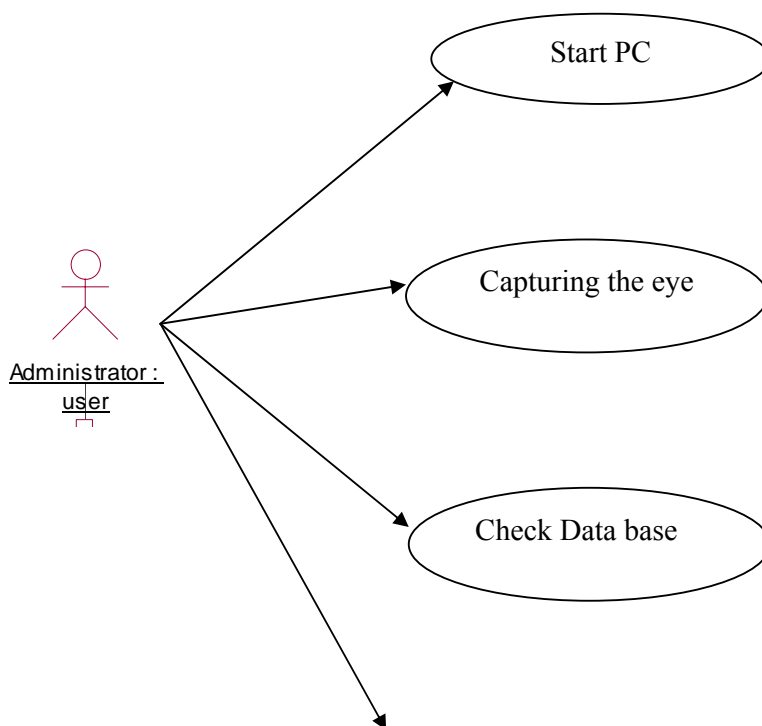 Start PC
Capturing the eye
Administrator :
user
Check Data base